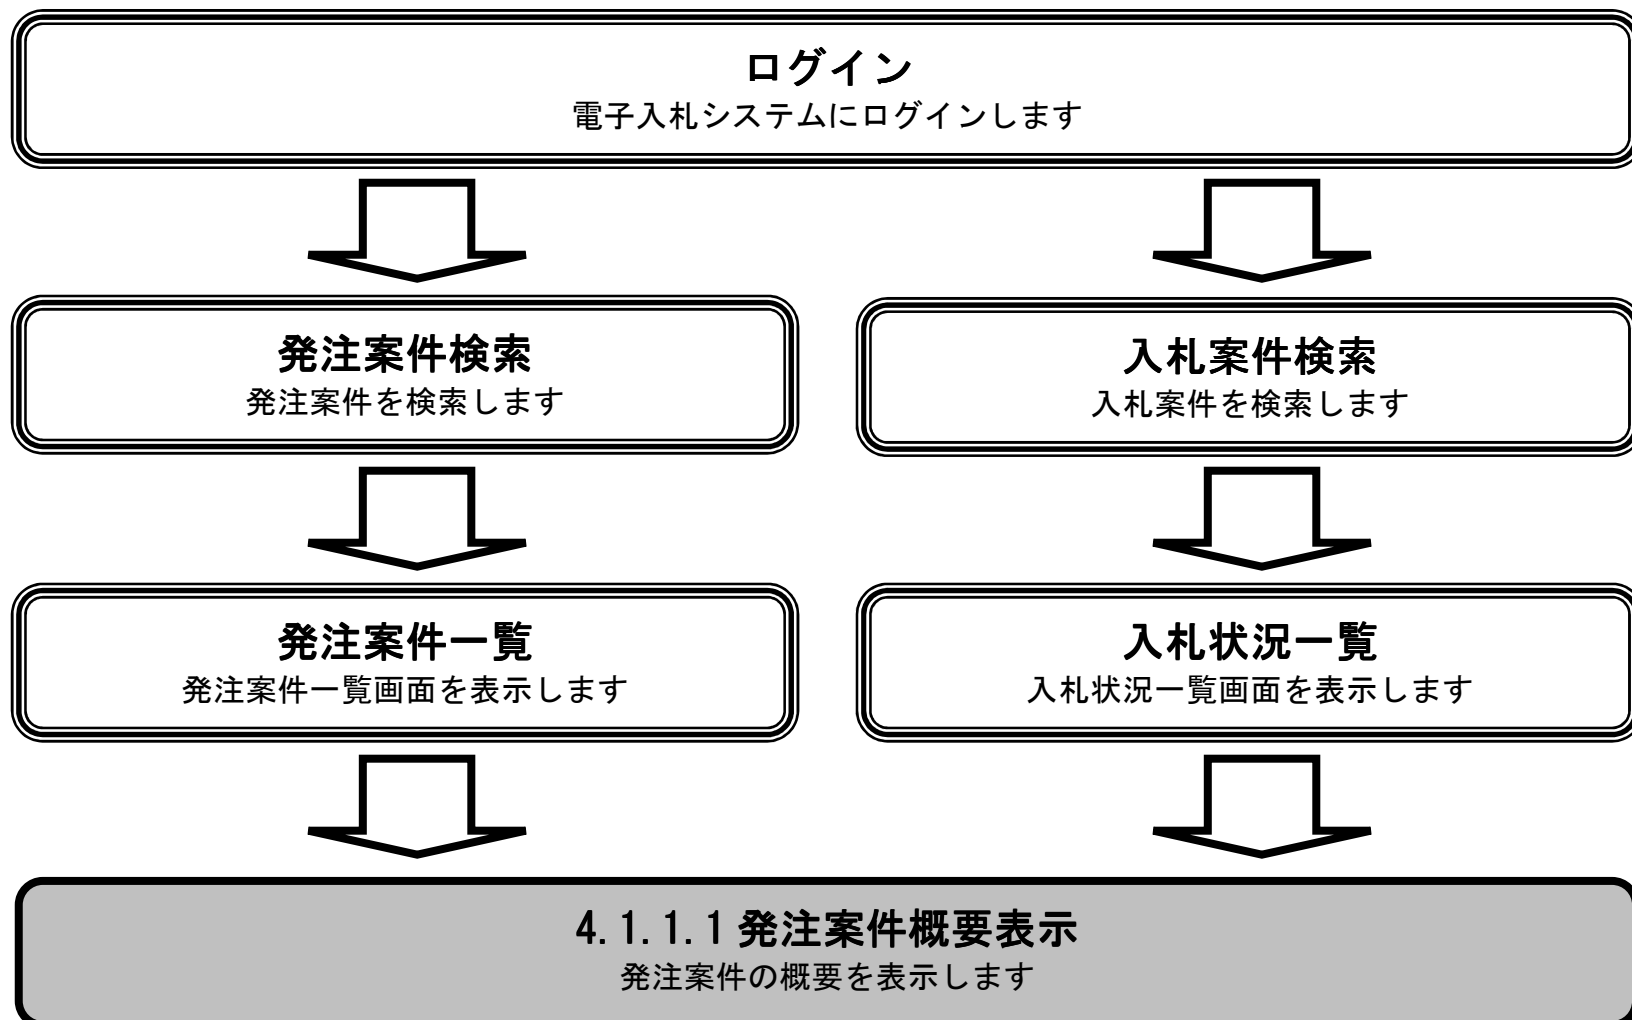 ログイン
電子入札システムにログインします
発注案件検索
発注案件を検索します
入札案件検索
入札案件を検索します
発注案件一覧
発注案件一覧画面を表示します
入札状況一覧
入札状況一覧画面を表示します
4.1.1.1 発注案件概要表示
発注案件の概要を表示します